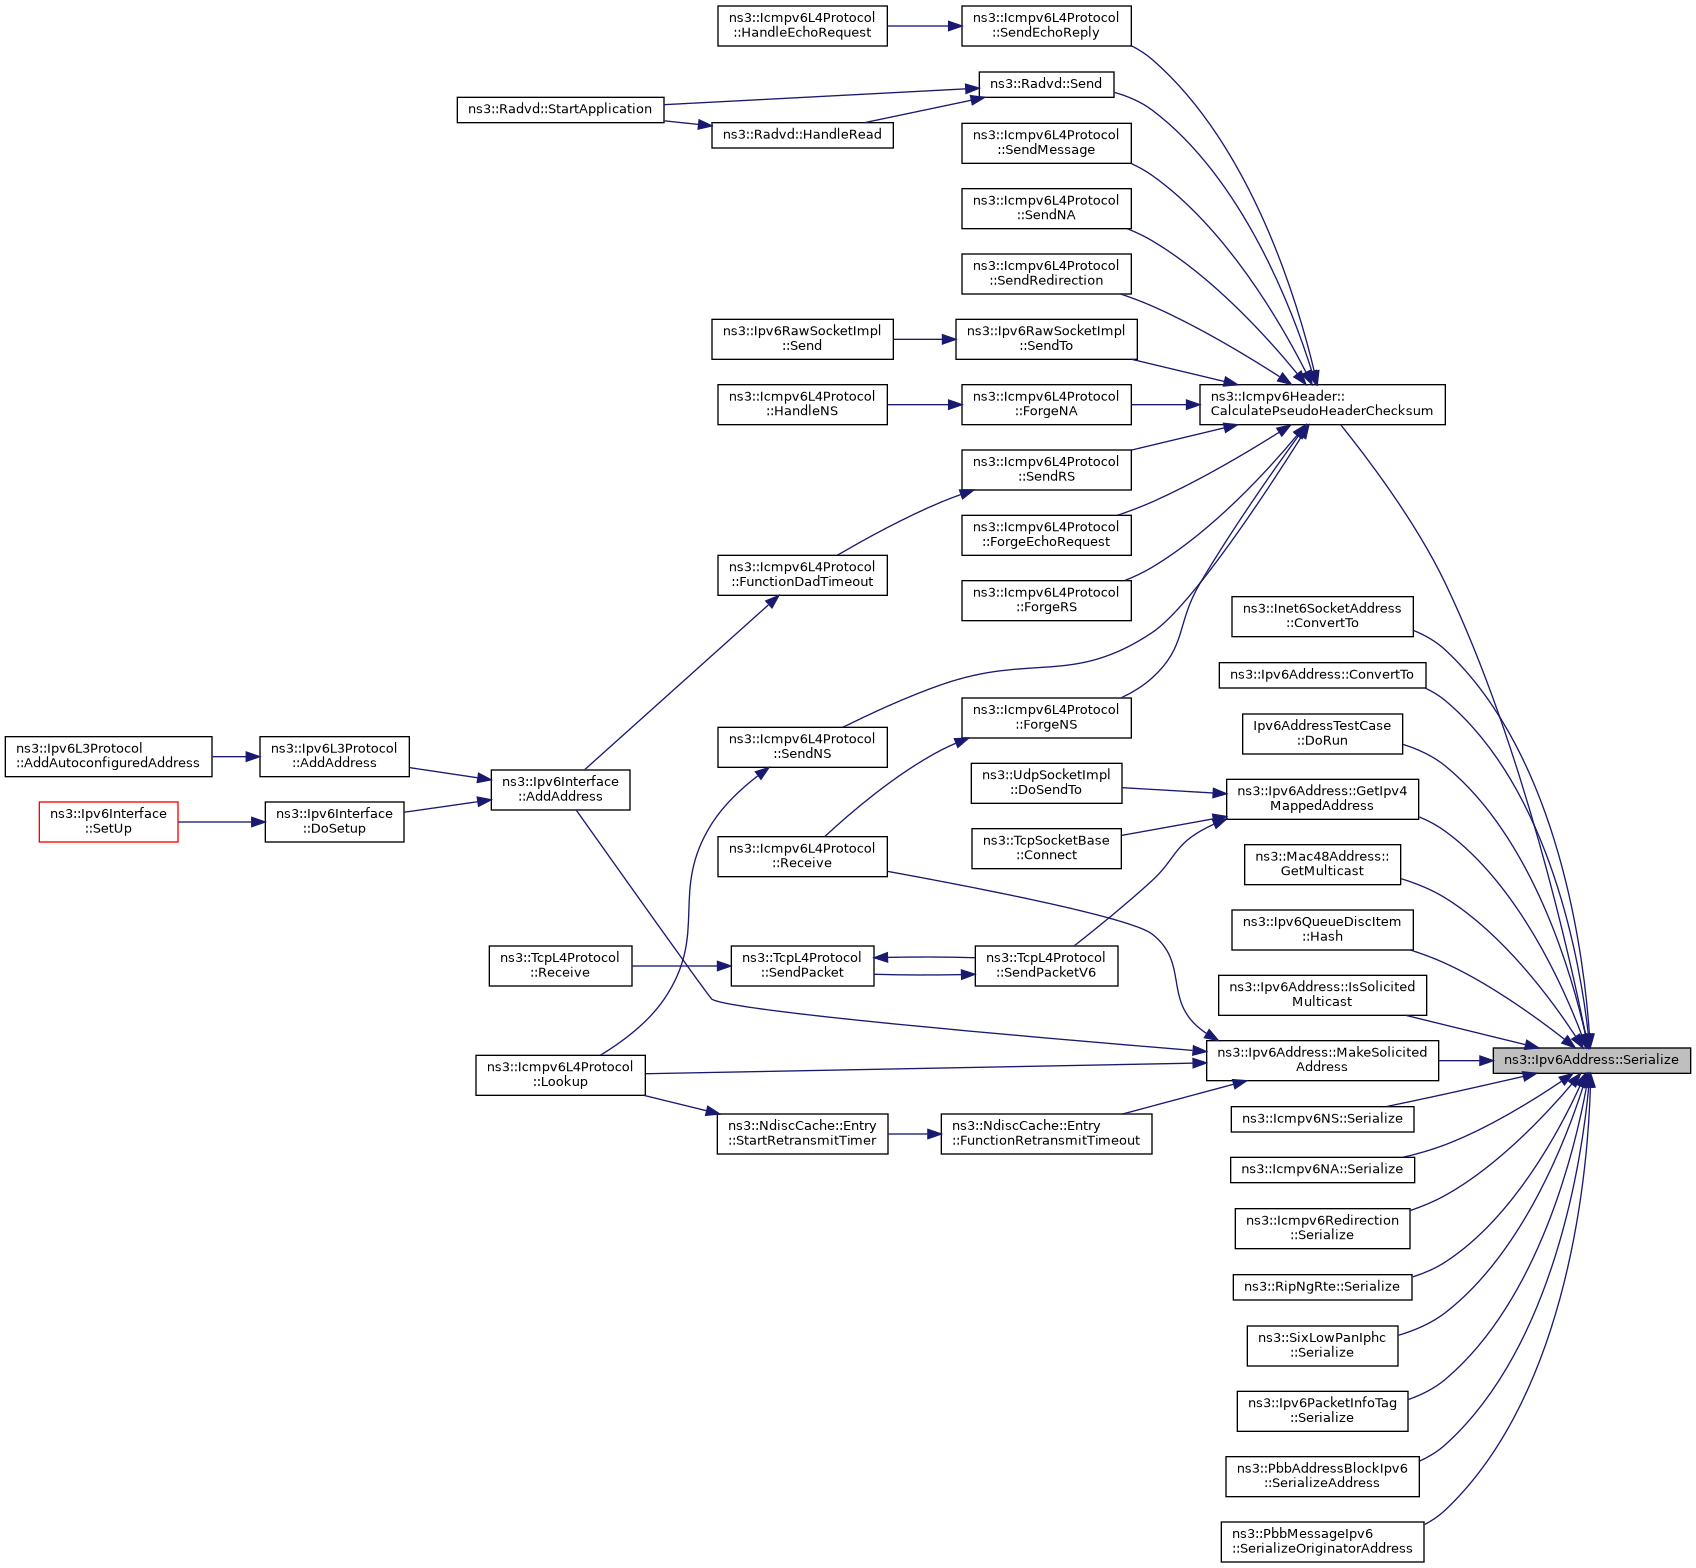 ns3::Icmpv6L4Protocol
::HandleEchoRequest
ns3::Icmpv6L4Protocol
::SendEchoReply
ns3::Radvd::Send
ns3::Radvd::StartApplication
ns3::Radvd::HandleRead
ns3::Icmpv6L4Protocol
::SendMessage
ns3::Icmpv6L4Protocol
::SendNA
ns3::Icmpv6L4Protocol
::SendRedirection
ns3::Ipv6RawSocketImpl
::Send
ns3::Ipv6RawSocketImpl
::SendTo
ns3::Icmpv6L4Protocol
::HandleNS
ns3::Icmpv6L4Protocol
::ForgeNA
ns3::Icmpv6Header::
CalculatePseudoHeaderChecksum
ns3::Icmpv6L4Protocol
::SendRS
ns3::Icmpv6L4Protocol
::ForgeEchoRequest
ns3::Icmpv6L4Protocol
::FunctionDadTimeout
ns3::Icmpv6L4Protocol
::ForgeRS
ns3::Inet6SocketAddress
::ConvertTo
ns3::Ipv6Address::ConvertTo
ns3::Icmpv6L4Protocol
::ForgeNS
Ipv6AddressTestCase
::DoRun
ns3::Icmpv6L4Protocol
::SendNS
ns3::Ipv6L3Protocol
::AddAutoconfiguredAddress
ns3::Ipv6L3Protocol
::AddAddress
ns3::Ipv6Interface
::AddAddress
ns3::UdpSocketImpl
::DoSendTo
ns3::Ipv6Address::GetIpv4
MappedAddress
ns3::Ipv6Interface
::SetUp
ns3::Ipv6Interface
::DoSetup
ns3::TcpSocketBase
::Connect
ns3::Icmpv6L4Protocol
::Receive
ns3::Mac48Address::
GetMulticast
ns3::Ipv6QueueDiscItem
::Hash
ns3::TcpL4Protocol
::Receive
ns3::TcpL4Protocol
::SendPacket
ns3::TcpL4Protocol
::SendPacketV6
ns3::Ipv6Address::IsSolicited
Multicast
ns3::Ipv6Address::MakeSolicited
Address
ns3::Ipv6Address::Serialize
ns3::Icmpv6L4Protocol
::Lookup
ns3::NdiscCache::Entry
::StartRetransmitTimer
ns3::NdiscCache::Entry
::FunctionRetransmitTimeout
ns3::Icmpv6NS::Serialize
ns3::Icmpv6NA::Serialize
ns3::Icmpv6Redirection
::Serialize
ns3::RipNgRte::Serialize
ns3::SixLowPanIphc
::Serialize
ns3::Ipv6PacketInfoTag
::Serialize
ns3::PbbAddressBlockIpv6
::SerializeAddress
ns3::PbbMessageIpv6
::SerializeOriginatorAddress